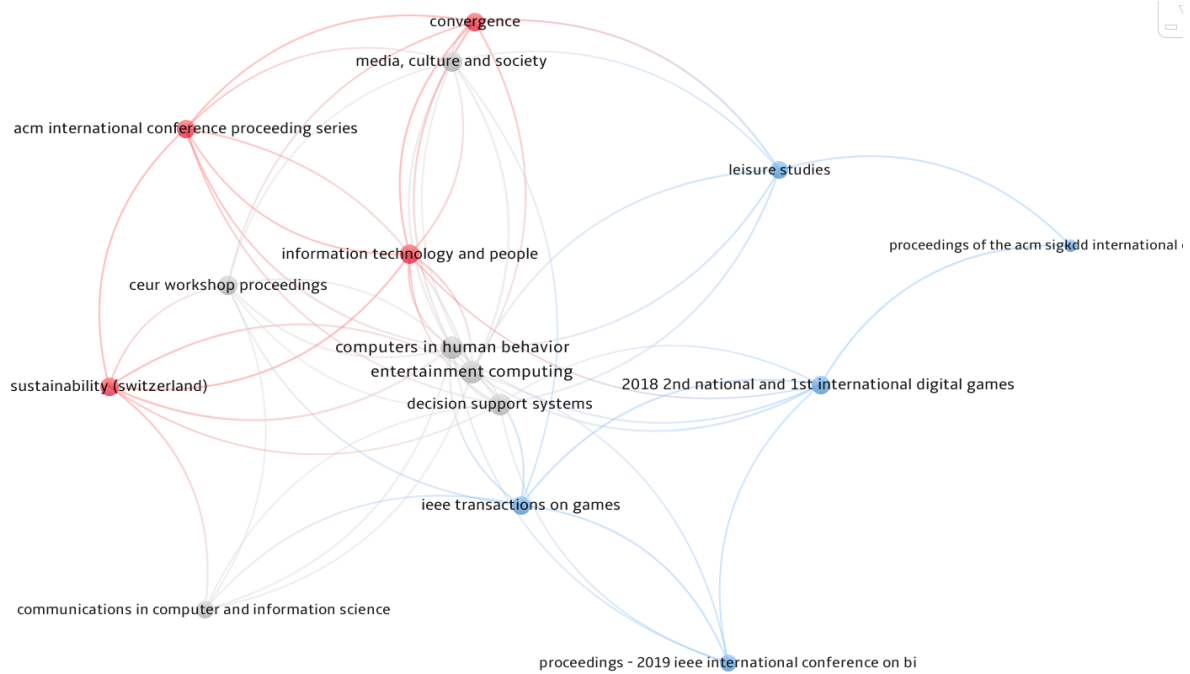 convergence
media, culture and society
acm international conference proceeding series
leisure studies
proceedings of the acm sigkdd international
information technology and people
ceur workshop proceedings
computers in human behavior
entertainment computing
sustainability (switzerland)
2018 2nd national and 1st international digital games
decision support systems
ieee transactions on games
communications in computer and information science
proceedings - 2019 ieee international conference on bi